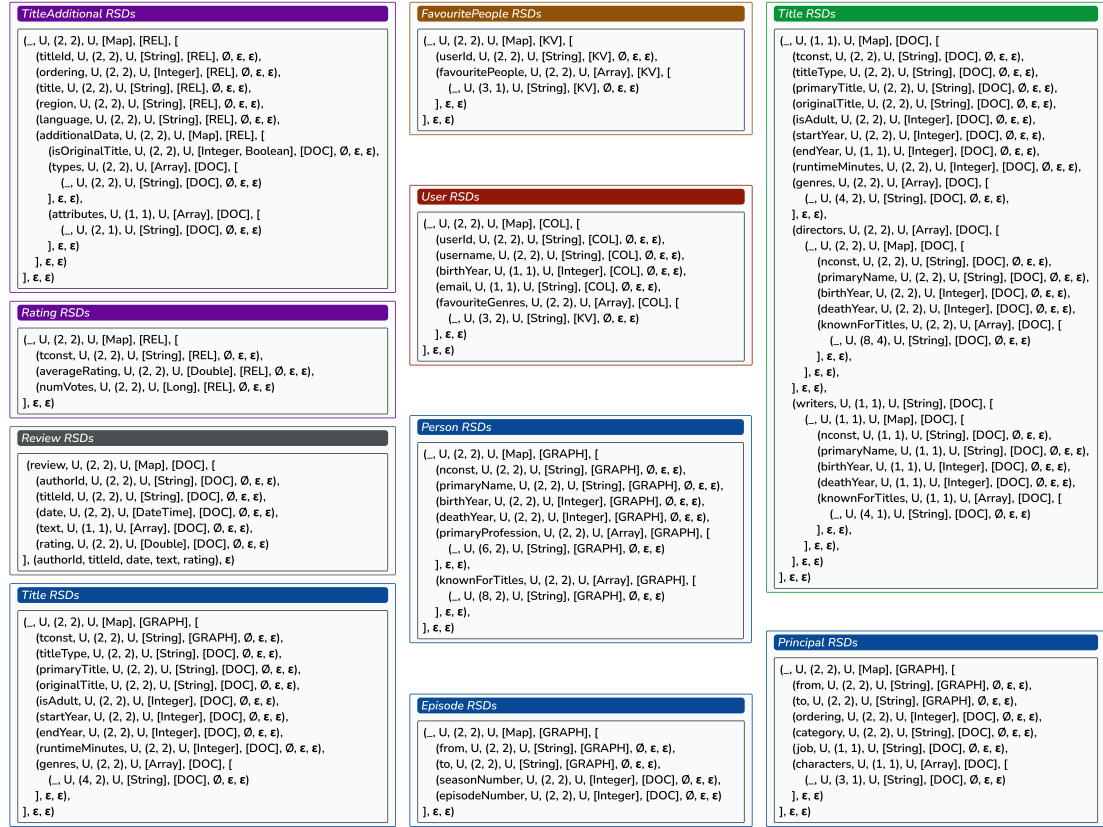 TitleAdditional RSDs
(_, U, (2, 2), U, [Map], [REL], [
(titleId, U, (2, 2), U, [String], [REL], Ø, ε, ε),
(ordering, U, (2, 2), U, [Integer], [REL], Ø, ε, ε),
(title, U, (2, 2), U, [String], [REL], Ø, ε, ε),
(region, U, (2, 2), U, [String], [REL], Ø, ε, ε),
(language, U, (2, 2), U, [String], [REL], Ø, ε, ε),
(additionalData, U, (2, 2), U, [Map], [REL], [
(isOriginalTitle, U, (2, 2), U, [Integer, Boolean], [DOC], Ø, ε, ε),
(types, U, (2, 2), U, [Array], [DOC], [
(_, U, (2, 2), U, [String], [DOC], Ø, ε, ε)
], ε, ε),
(attributes, U, (1, 1), U, [Array], [DOC], [
(_, U, (2, 1), U, [String], [DOC], Ø, ε, ε)
], ε, ε)
], ε, ε)
], ε, ε)
Rating RSDs
(_, U, (2, 2), U, [Map], [REL], [
(tconst, U, (2, 2), U, [String], [REL], Ø, ε, ε),
(averageRating, U, (2, 2), U, [Double], [REL], Ø, ε, ε),
(numVotes, U, (2, 2), U, [Long], [REL], Ø, ε, ε)
], ε, ε)
Review RSDs
(review, U, (2, 2), U, [Map], [DOC], [
(authorId, U, (2, 2), U, [String], [DOC], Ø, ε, ε),
(titleId, U, (2, 2), U, [String], [DOC], Ø, ε, ε),
(date, U, (2, 2), U, [DateTime], [DOC], Ø, ε, ε),
(text, U, (1, 1), U, [Array], [DOC], Ø, ε, ε),
(rating, U, (2, 2), U, [Double], [DOC], Ø, ε, ε)
], (authorId, titleId, date, text, rating), ε)
Title RSDs
(_, U, (2, 2), U, [Map], [GRAPH], [
(tconst, U, (2, 2), U, [String], [GRAPH], Ø, ε, ε),
(titleType, U, (2, 2), U, [String], [DOC], Ø, ε, ε),
(primaryTitle, U, (2, 2), U, [String], [DOC], Ø, ε, ε),
(originalTitle, U, (2, 2), U, [String], [DOC], Ø, ε, ε),
(isAdult, U, (2, 2), U, [Integer], [DOC], Ø, ε, ε),
(startYear, U, (2, 2), U, [Integer], [DOC], Ø, ε, ε),
(endYear, U, (2, 2), U, [Integer], [DOC], Ø, ε, ε),
(runtimeMinutes, U, (2, 2), U, [Integer], [DOC], Ø, ε, ε),
(genres, U, (2, 2), U, [Array], [DOC], [
(_, U, (4, 2), U, [String], [DOC], Ø, ε, ε)
], ε, ε),
], ε, ε)
FavouritePeople RSDs
(_, U, (2, 2), U, [Map], [KV], [
(userId, U, (2, 2), U, [String], [KV], Ø, ε, ε),
(favouritePeople, U, (2, 2), U, [Array], [KV], [
(_, U, (3, 1), U, [String], [KV], Ø, ε, ε)
], ε, ε)
], ε, ε)
User RSDs
(_, U, (2, 2), U, [Map], [COL], [
(userId, U, (2, 2), U, [String], [COL], Ø, ε, ε),
(username, U, (2, 2), U, [String], [COL], Ø, ε, ε),
(birthYear, U, (1, 1), U, [Integer], [COL], Ø, ε, ε),
(email, U, (1, 1), U, [String], [COL], Ø, ε, ε),
(favouriteGenres, U, (2, 2), U, [Array], [COL], [
(_, U, (3, 2), U, [String], [KV], Ø, ε, ε)
], ε, ε)
], ε, ε)
Person RSDs
(_, U, (2, 2), U, [Map], [GRAPH], [
(nconst, U, (2, 2), U, [String], [GRAPH], Ø, ε, ε),
(primaryName, U, (2, 2), U, [String], [GRAPH], Ø, ε, ε),
(birthYear, U, (2, 2), U, [Integer], [GRAPH], Ø, ε, ε),
(deathYear, U, (2, 2), U, [Integer], [GRAPH], Ø, ε, ε),
(primaryProfession, U, (2, 2), U, [Array], [GRAPH], [
(_, U, (6, 2), U, [String], [GRAPH], Ø, ε, ε)
], ε, ε),
(knownForTitles, U, (2, 2), U, [Array], [GRAPH], [
(_, U, (8, 2), U, [String], [GRAPH], Ø, ε, ε)
], ε, ε),
], ε, ε)
Episode RSDs
(_, U, (2, 2), U, [Map], [GRAPH], [
(from, U, (2, 2), U, [String], [GRAPH], Ø, ε, ε),
(to, U, (2, 2), U, [String], [GRAPH], Ø, ε, ε),
(seasonNumber, U, (2, 2), U, [Integer], [DOC], Ø, ε, ε),
(episodeNumber, U, (2, 2), U, [Integer], [DOC], Ø, ε, ε)
], ε, ε)
Title RSDs
(_, U, (1, 1), U, [Map], [DOC], [
(tconst, U, (2, 2), U, [String], [DOC], Ø, ε, ε),
(titleType, U, (2, 2), U, [String], [DOC], Ø, ε, ε),
(primaryTitle, U, (2, 2), U, [String], [DOC], Ø, ε, ε),
(originalTitle, U, (2, 2), U, [String], [DOC], Ø, ε, ε),
(isAdult, U, (2, 2), U, [Integer], [DOC], Ø, ε, ε),
(startYear, U, (2, 2), U, [Integer], [DOC], Ø, ε, ε),
(endYear, U, (1, 1), U, [Integer], [DOC], Ø, ε, ε),
(runtimeMinutes, U, (2, 2), U, [Integer], [DOC], Ø, ε, ε),
(genres, U, (2, 2), U, [Array], [DOC], [
(_, U, (4, 2), U, [String], [DOC], Ø, ε, ε)
], ε, ε),
(directors, U, (2, 2), U, [Array], [DOC], [
(_, U, (2, 2), U, [Map], [DOC], [
(nconst, U, (2, 2), U, [String], [DOC], Ø, ε, ε),
(primaryName, U, (2, 2), U, [String], [DOC], Ø, ε, ε),
(birthYear, U, (2, 2), U, [Integer], [DOC], Ø, ε, ε),
(deathYear, U, (2, 2), U, [Integer], [DOC], Ø, ε, ε),
(knownForTitles, U, (2, 2), U, [Array], [DOC], [
(_, U, (8, 4), U, [String], [DOC], Ø, ε, ε)
], ε, ε),
], ε, ε),
], ε, ε),
(writers, U, (1, 1), U, [String], [DOC], [
(_, U, (1, 1), U, [Map], [DOC], [
(nconst, U, (1, 1), U, [String], [DOC], Ø, ε, ε),
(primaryName, U, (1, 1), U, [String], [DOC], Ø, ε, ε),
(birthYear, U, (1, 1), U, [Integer], [DOC], Ø, ε, ε),
(deathYear, U, (1, 1), U, [Integer], [DOC], Ø, ε, ε),
(knownForTitles, U, (1, 1), U, [Array], [DOC], [
(_, U, (4, 1), U, [String], [DOC], Ø, ε, ε)
], ε, ε),
], ε, ε),
], ε, ε)
], ε, ε)
Principal RSDs
(_, U, (2, 2), U, [Map], [GRAPH], [
(from, U, (2, 2), U, [String], [GRAPH], Ø, ε, ε),
(to, U, (2, 2), U, [String], [GRAPH], Ø, ε, ε),
(ordering, U, (2, 2), U, [Integer], [DOC], Ø, ε, ε),
(category, U, (2, 2), U, [String], [DOC], Ø, ε, ε),
(job, U, (1, 1), U, [String], [DOC], Ø, ε, ε),
(characters, U, (1, 1), U, [Array], [DOC], [
(_, U, (3, 1), U, [String], [DOC], Ø, ε, ε)
], ε, ε)
], ε, ε)